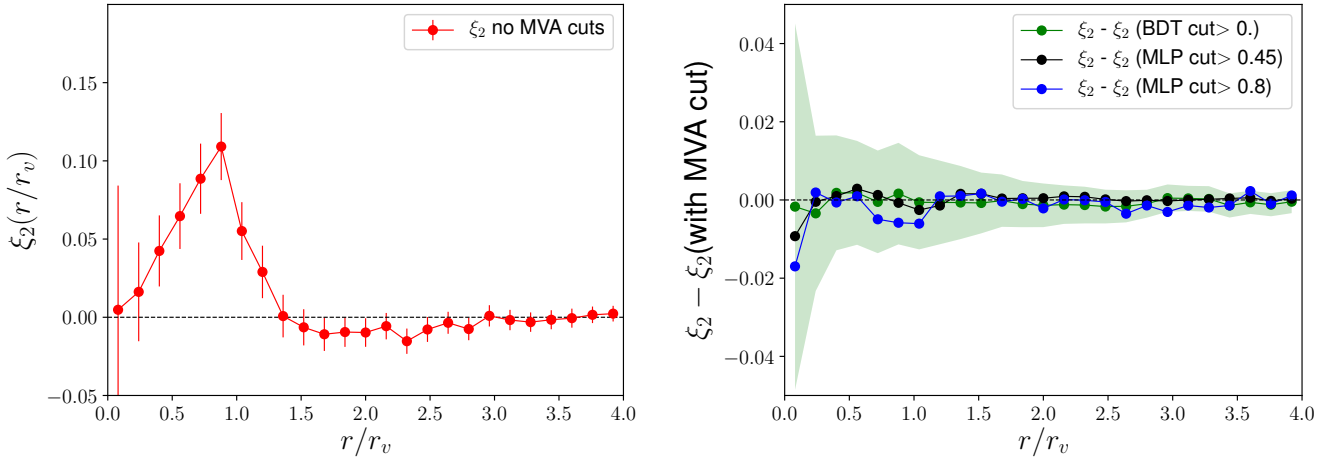 ξ₂ no MVA cuts
ξ₂(r/r_v)
0.15
0.10
0.05
0.00
−0.05
0.0 0.5 1.0 1.5 2.0 2.5 3.0 3.5 4.0
r/r_v
ξ₂ - ξ₂ (BDT cut> 0.)
ξ₂ - ξ₂ (MLP cut> 0.45)
ξ₂ - ξ₂ (MLP cut> 0.8)
ξ₂ − ξ₂(with MVA cut)
0.04
0.02
0.00
−0.02
−0.04
0.0 0.5 1.0 1.5 2.0 2.5 3.0 3.5 4.0
r/r_v